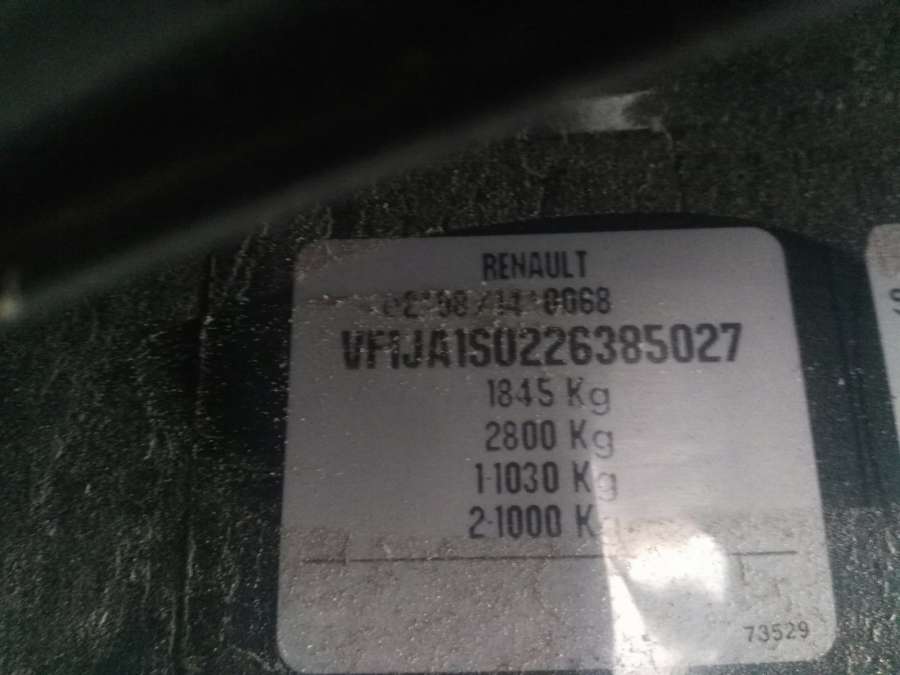 RENAULT
e2*98/14*0068
VF1JA1S0226385027
1845 Kg
2800 Kg
1-1030 Kg
2-1000 Kg
73529
S